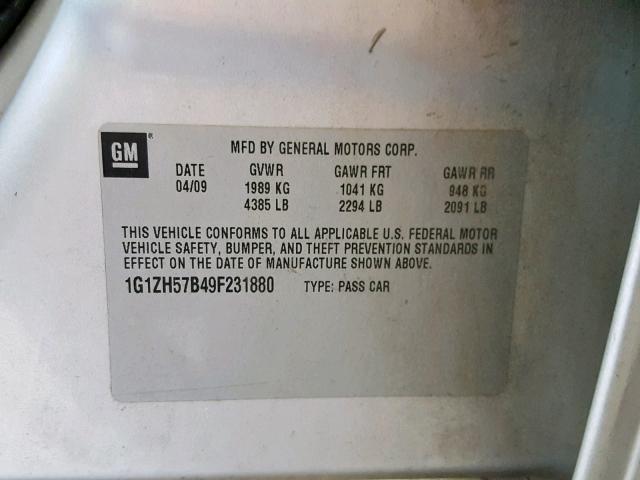 GM ®
MFD BY GENERAL MOTORS CORP.
DATE GVWR GAWR FRT GAWR RR
04/09 1989 KG 1041 KG 948 KG
4385 LB 2294 LB 2091 LB
THIS VEHICLE CONFORMS TO ALL APPLICABLE U.S. FEDERAL MOTOR
VEHICLE SAFETY, BUMPER, AND THEFT PREVENTION STANDARDS IN
EFFECT ON THE DATE OF MANUFACTURE SHOWN ABOVE.
1G1ZH57B49F231880 TYPE: PASS CAR